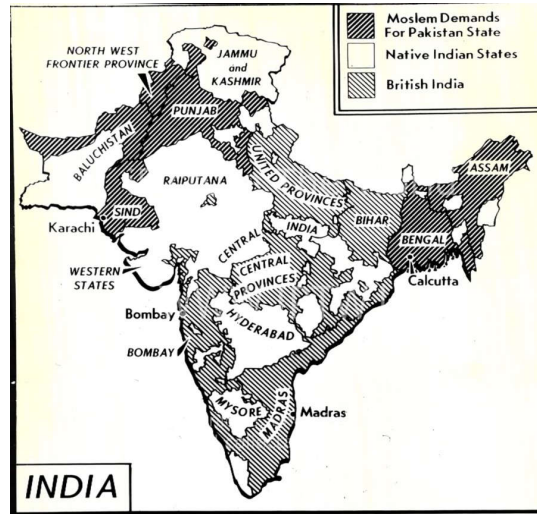 Moslem Demands
For Pakistan State
Native Indian States
British India
NORTH WEST
FRONTIER PROVINCE
JAMMU
and
KASHMIR
PUNJAB
BALUCHISTAN
RAIPUTANA
UNITED PROVINCES
ASSAM
SIND
Karachi
BIHAR
BENGAL
CENTRAL
INDIA
WESTERN
STATES
CENTRAL
PROVINCES
Calcutta
Bombay
HYDERABAD
BOMBAY
MYSORE
MADRAS
Madras
INDIA